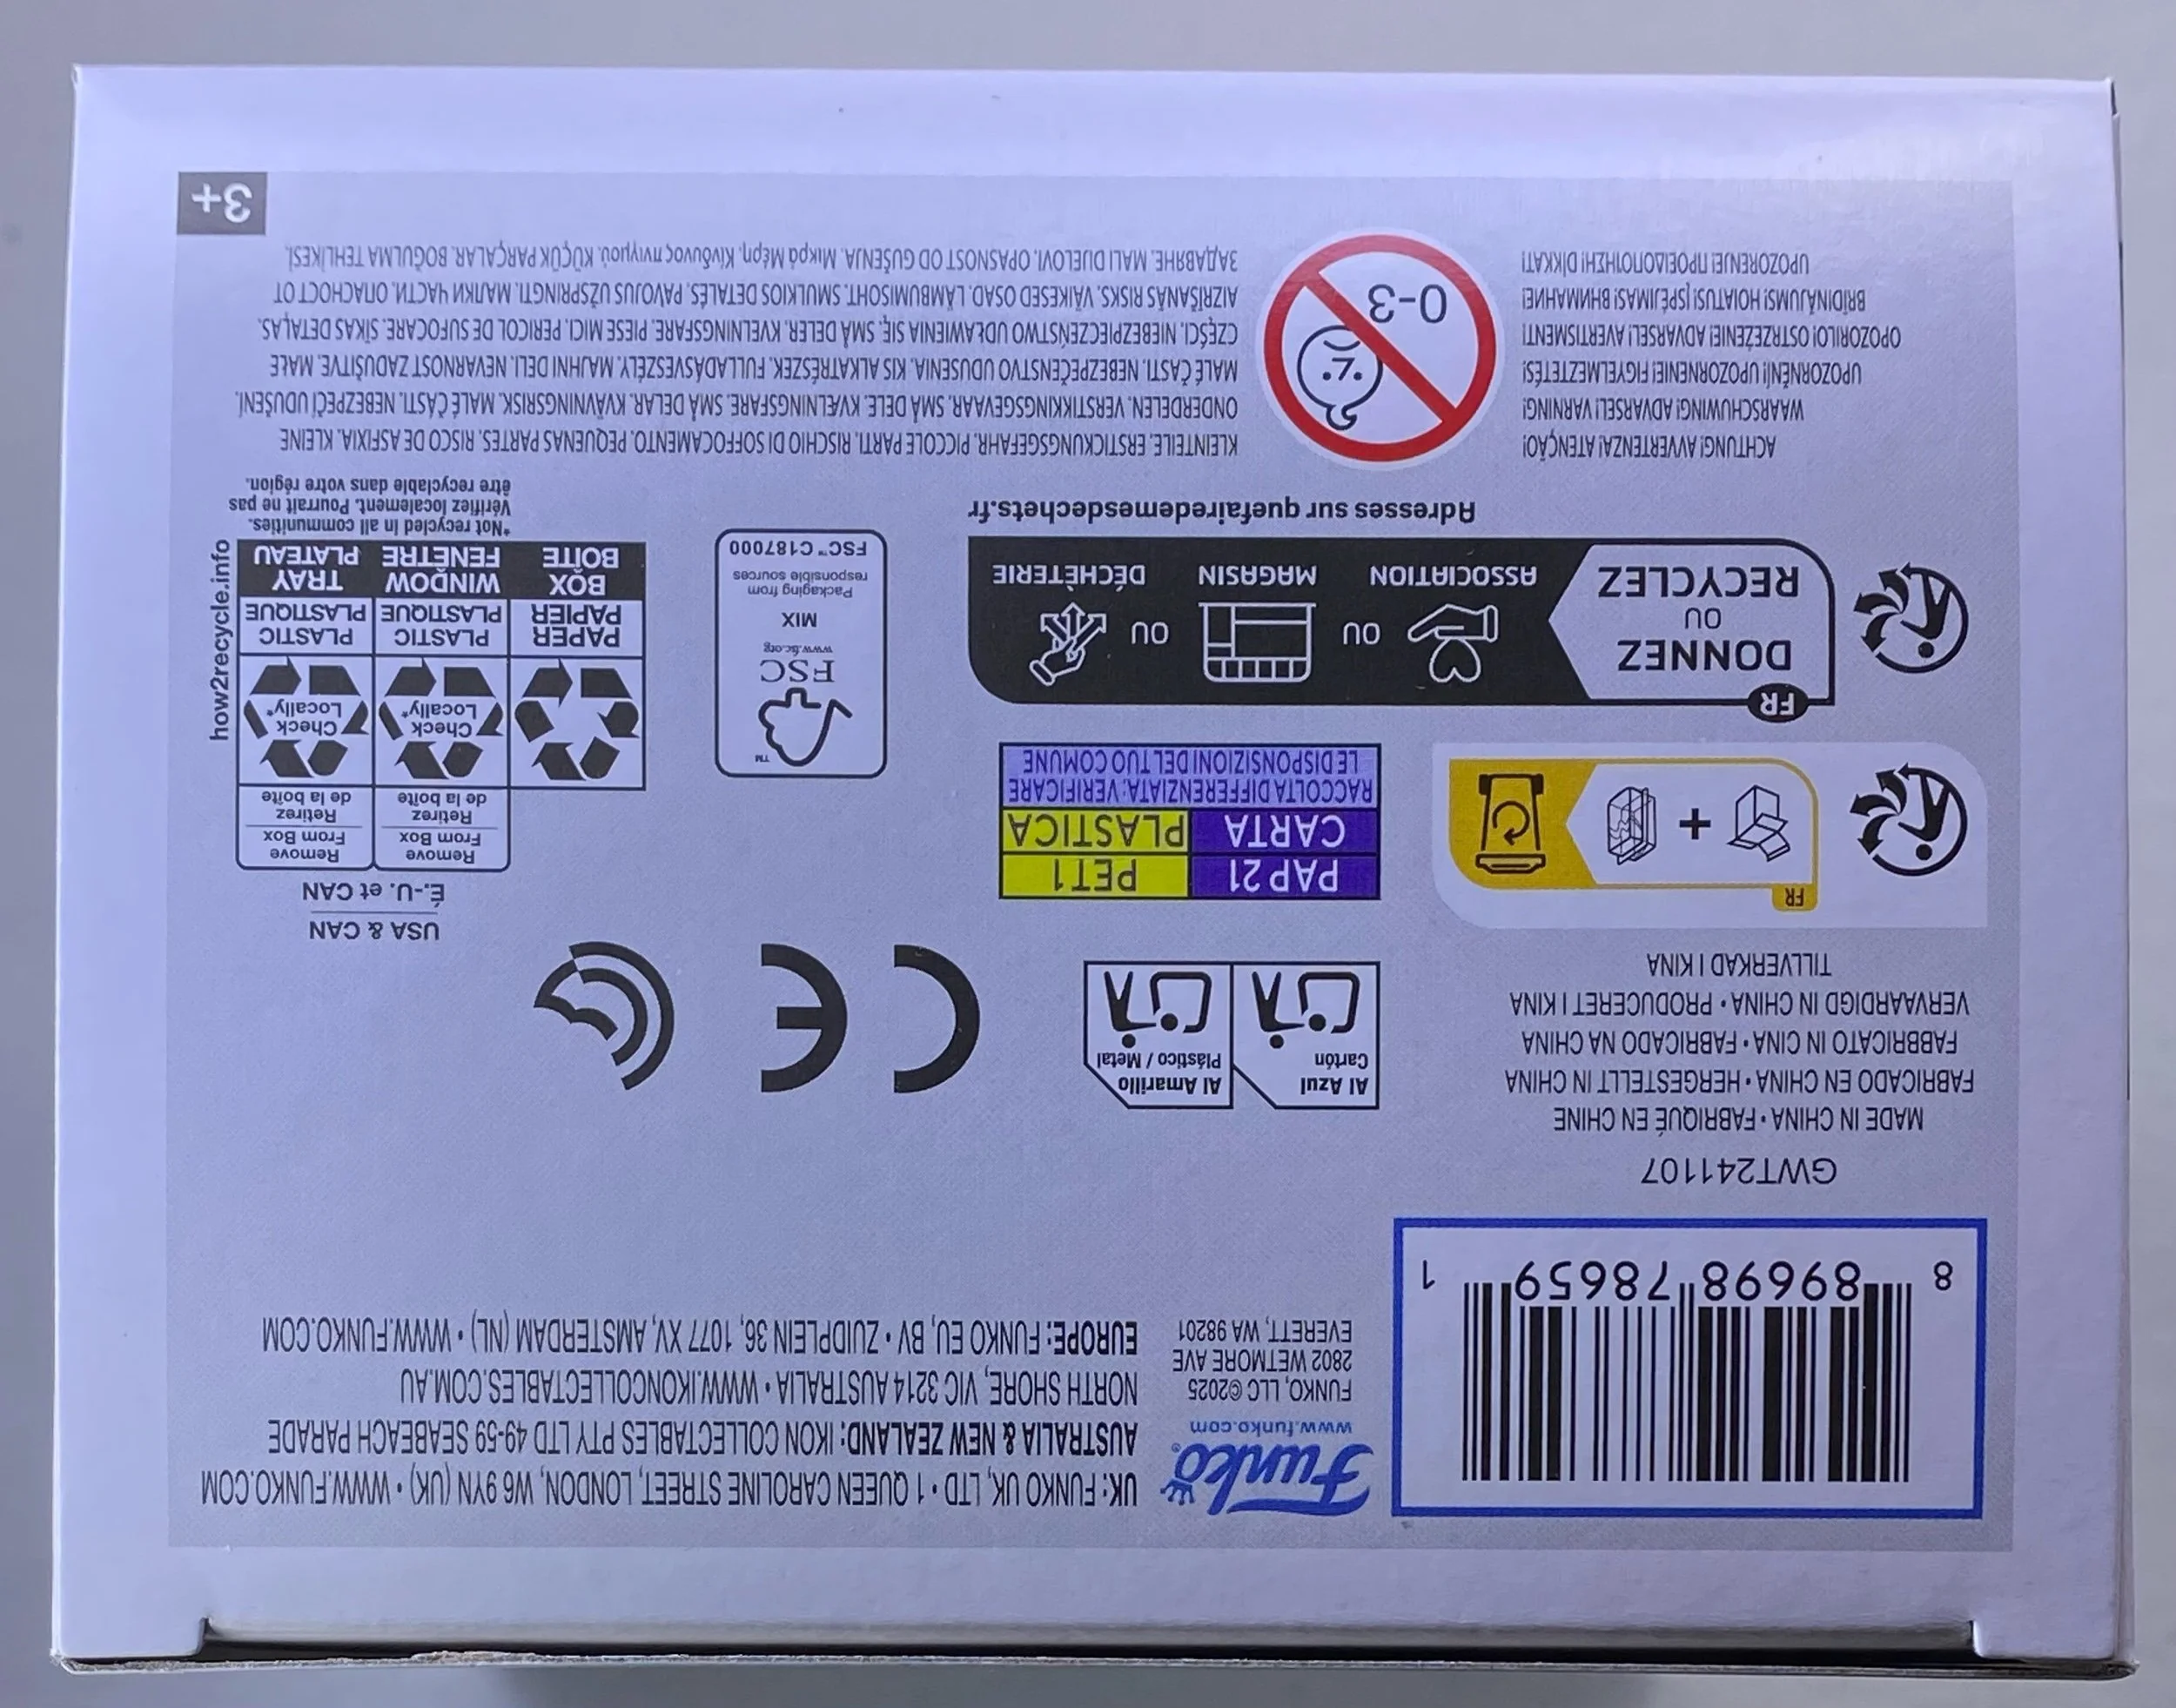 8 89698 78659 1
Funko®
www.funko.com
FUNKO, LLC ©2025
2802 WETMORE AVE
EVERETT, WA 98201
UK: FUNKO UK, LTD • 1 QUEEN CAROLINE STREET, LONDON, W6 9YN (UK) • WWW.FUNKO.COM
AUSTRALIA & NEW ZEALAND: IKON COLLECTABLES PTY LTD 49-59 SEABEACH PARADE
NORTH SHORE, VIC 3214 AUSTRALIA • WWW.IKONCOLLECTABLES.COM.AU
EUROPE: FUNKO EU, BV • ZUIDPLEIN 36, 1077 XV, AMSTERDAM (NL) • WWW.FUNKO.COM
GWT241107
MADE IN CHINA • FABRIQUÉ EN CHINE
FABRICADO EN CHINA • HERGESTELLT IN CHINA
FABBRICATO IN CINA • FABRICADO NA CHINA
VERVAARDIGD IN CHINA • PRODUCERET I KINA
TILLVERKAD I KINA
Al Azul
Cartón
Al Amarillo
Plástico / Metal
CE
USA & CAN
É.-U. et CAN
Remove
From Box
Retirez
de la boîte
Remove
From Box
Retirez
de la boîte
Check
Locally*
Check
Locally*
PAPER
PAPIER
PLASTIC
PLASTIQUE
PLASTIC
PLASTIQUE
BOX
BOÎTE
WINDOW
FENÊTRE
TRAY
PLATEAU
how2recycle.info
*Not recycled in all communities.
Vérifiez localement. Pourrait ne pas
être recyclable dans votre région.
FR
+
PAP 21
PET 1
CARTA
PLASTICA
RACCOLTA DIFFERENZIATA: VERIFICARE
LE DISPONSIZIONI DEL TUO COMUNE
TM
FSC
www.fsc.org
MIX
Packaging from
responsible sources
FSC™ C187000
FR
DONNEZ
OU
RECYCLEZ
ASSOCIATION
OU
MAGASIN
OU
DÉCHÈTERIE
Adresses sur quefairedemesdechets.fr
ACHTUNG! AVVERTENZA! ATENÇÃO!
WAARSCHUWING! ADVARSEL! VARNING!
UPOZORNĚNÍ! UPOZORNENIE! FIGYELMEZTETÉS!
OPOZORILO! OSTRZEŻENIE! ADVARSEL! AVERTISMENT!
BRĪDINĀJUMS! HOIATUS! ĮSPĖJIMAS! ВНИМАНИЕ!
UPOZORENJE! ΠΡΟΕΙΔΟΠΟΙΗΣΗ! DİKKAT!
0-3
KLEINTEILE. ERSTICKUNGSGEFAHR. PICCOLE PARTI. RISCHIO DI SOFFOCAMENTO. PEQUENAS PARTES. RISCO DE ASFIXIA. KLEINE
ONDERDELEN. VERSTIKKINGSGEVAAR. SMÅ DELE. KVÆLNINGSFARE. SMÅ DELAR. KVÄVNINGSRISK. MALÉ ČÁSTI. NEBEZPEČÍ UDUŠENÍ.
MALÉ ČASTI. NEBEZPEČENSTVO UDUSENIA. KIS ALKATRÉSZEK. FULLADÁSVESZÉLY. MAJHNI DELI. NEVARNOST ZADUŠITVE. MAŁE
CZĘŚCI. NIEBEZPIECZEŃSTWO UDŁAWIENIA SIĘ. SMÅ DELER. KVELNINGSFARE. PIESE MICI. PERICOL DE SUFOCARE. SĪKAS DETAĻAS.
AIZRĪŠANĀS RISKS. VÄIKESED OSAD. LÄMBUMISOHT. SMULKIOS DETALĖS. PAVOJUS UŽSPRINGTI. МАЛКИ ЧАСТИ. ОПАСНОСТ ОТ
ЗАДАВЯНЕ. MALI DIJELOVI. OPASNOST OD GUŠENJA. Μικρά Μέρη. Κίνδυνος πνιγμού. KÜÇÜK PARÇALAR. BOĞULMA TEHLİKESİ.
3+